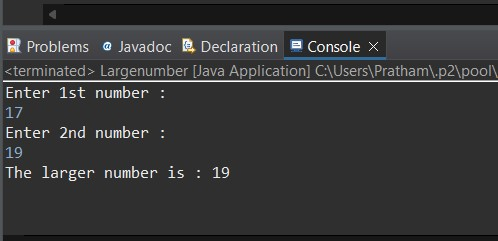 Problems @ Javadoc Declaration Console
<terminated> Largenumber [Java Application] C:\Users\Pratham\.p2\pool\
Enter 1st number :
17
Enter 2nd number :
19
The larger number is : 19